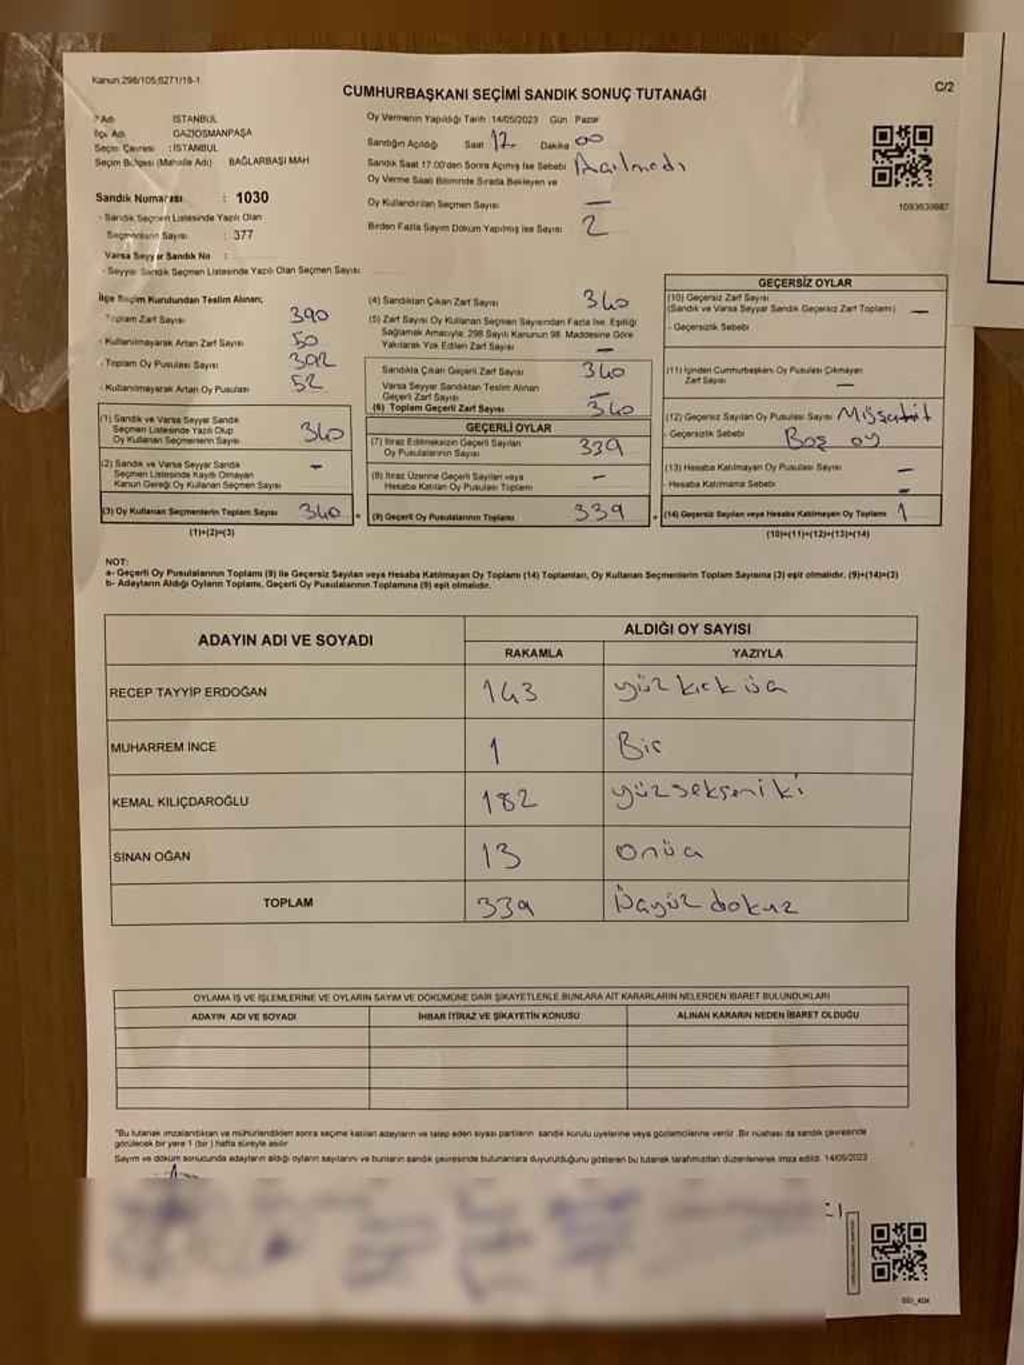 Kanun 298/105;6271/18-1
C/2
CUMHURBAŞKANI SEÇİMİ SANDIK SONUÇ TUTANAĞI
İl Adı : İSTANBUL
İlçe Adı : GAZİOSMANPAŞA
Seçim Çevresi : İSTANBUL
Seçim Bölgesi (Mahalle Adı) BAĞLARBAŞI MAH
Sandık Numarası : 1030
- Sandık Seçmen Listesinde Yazılı Olan
Seçmenlerin Sayısı : 377
Varsa Seyyar Sandık No :
- Seyyar Sandık Seçmen Listesinde Yazılı Olan Seçmen Sayısı
Oy Vermenin Yapıldığı Tarih :14/05/2023 Gün Pazar
Sandığın Açıldığı Saat 17 Dakika 00
Sandık Saat 17.00'den Sonra Açılmış İse Sebebi Açılmadı
Oy Verme Saati Bitiminde Sırada Bekleyen ve
Oy Kullandırılan Seçmen Sayısı —
Birden Fazla Sayım Döküm Yapılmış ise Sayısı 2
1093639987
İlçe Seçim Kurulundan Teslim Alınan;
- Toplam Zarf Sayısı 390
- Kullanılmayarak Artan Zarf Sayısı 50
- Toplam Oy Pusulası Sayısı 392
- Kullanılmayarak Artan Oy Pusulası 52
(1) Sandık ve Varsa Seyyar Sandık
Seçmen Listesinde Yazılı Olup
Oy Kullanan Seçmenlerin Sayısı 340
(2) Sandık ve Varsa Seyyar Sandık
Seçmen Listesinde Kayıtlı Olmayan
Kanun Gereği Oy Kullanan Seçmen Sayısı —
(3) Oy Kullanan Seçmenlerin Toplam Sayısı 340
(1)+(2)=(3)
(4) Sandıktan Çıkan Zarf Sayısı 340
(5) Zarf Sayısı Oy Kullanan Seçmen Sayısından Fazla İse, Eşitliği
Sağlamak Amacıyla, 298 Sayılı Kanunun 98. Maddesine Göre
Yakılarak Yok Edilen Zarf Sayısı —
Sandıkta Çıkan Geçerli Zarf Sayısı 340
Varsa Seyyar Sandıktan Teslim Alınan
Geçerli Zarf Sayısı —
(6) Toplam Geçerli Zarf Sayısı 340
GEÇERLİ OYLAR
(7) İtiraz Edilmeksizin Geçerli Sayılan
Oy Pusulalarının Sayısı 339
(8) İtiraz Üzerine Geçerli Sayılan veya
Hesaba Katılan Oy Pusulası Toplamı —
(9) Geçerli Oy Pusulalarının Toplamı 339
GEÇERSİZ OYLAR
(10) Geçersiz Zarf Sayısı
(Sandık ve Varsa Seyyar Sandık Geçersiz Zarf Toplamı) —
- Geçersizlik Sebebi
(11) İçinden Cumhurbaşkanı Oy Pusulası Çıkmayan
Zarf Sayısı —
(12) Geçersiz Sayılan Oy Pusulası Sayısı
- Geçersizlik Sebebi Boş oy
(13) Hesaba Katılmayan Oy Pusulası Sayısı —
- Hesaba Katılmama Sebebi —
(14) Geçersiz Sayılan veya Hesaba Katılmayan Oy Toplamı 1
(10)+(11)+(12)+(13)=(14)
NOT:
a- Geçerli Oy Pusulalarının Toplamı (9) ile Geçersiz Sayılan veya Hesaba Katılmayan Oy Toplamı (14) Toplamları, Oy Kullanan Seçmenlerin Toplam Sayısına (3) eşit olmalıdır. (9)+(14)=(3)
b- Adayların Aldığı Oyların Toplamı, Geçerli Oy Pusulalarının Toplamına (9) eşit olmalıdır.
ADAYIN ADI VE SOYADI
ALDIĞI OY SAYISI
RAKAMLA YAZIYLA
RECEP TAYYİP ERDOĞAN 143 yüz kırk üç
MUHARREM İNCE 1 Bir
KEMAL KILIÇDAROĞLU 182 yüzsekseniki
SİNAN OĞAN 13 onüç
TOPLAM 339 Üçyüz dokuz
OYLAMA İŞ VE İŞLEMLERİNE VE OYLARIN SAYIM VE DÖKÜMÜNE DAİR ŞİKAYETLERLE BUNLARA AİT KARARLARIN NELERDEN İBARET BULUNDUKLARI
ADAYIN ADI VE SOYADI İHBAR İTİRAZ VE ŞİKAYETİN KONUSU ALINAN KARARIN NEDEN İBARET OLDUĞU
*Bu tutanak imzalandıktan ve mühürlendikten sonra seçime katılan adayların ve talep eden siyasi partilerin sandık kurulu üyelerine veya gözlemcilerine verilir. Bir nüshası da sandık çevresinde
görülecek bir yere 1 (bir ) hafta süreyle asılır
Sayım ve döküm sonucunda adayların aldığı oyların sayılarını ve bunların sandık çevresinde bulunanlara duyurulduğunu gösteren bu tutanak tarafımızdan düzenlenerek imza edildi. 14/05/2023